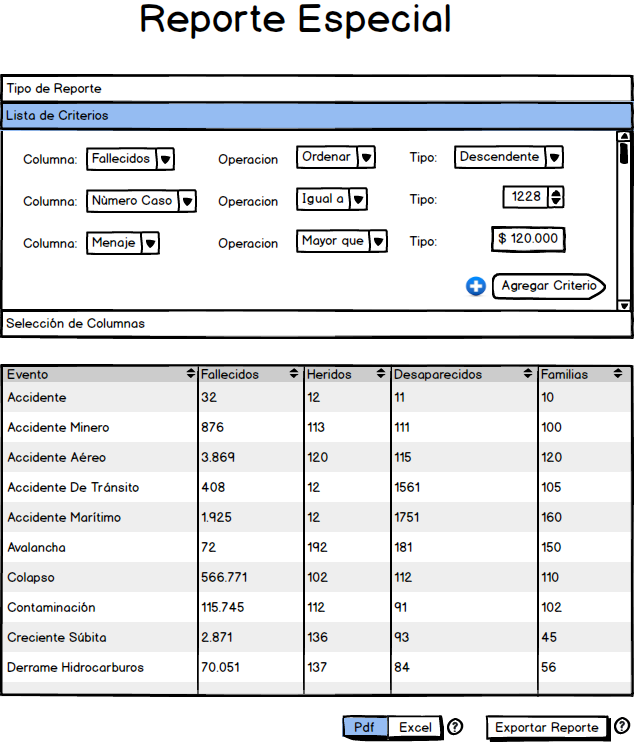 Reporte Especial
Tipo de Reporte
Lista de Criterios
Columna: Fallecidos Operacion Ordenar Tipo: Descendente
Columna: Nùmero Caso Operacion Igual a Tipo: 1228
Columna: Menaje Operacion Mayor que Tipo: $ 120.000
Agregar Criterio
Selección de Columnas
Evento Fallecidos Heridos Desaparecidos Familias
Accidente 32 12 11 10
Accidente Minero 876 113 111 100
Accidente Aéreo 3.869 120 115 120
Accidente De Tránsito 408 12 1561 105
Accidente Marítimo 1.925 12 1751 160
Avalancha 72 192 181 150
Colapso 566.771 102 112 110
Contaminación 115.745 112 91 102
Creciente Súbita 2.871 136 93 45
Derrame Hidrocarburos 70.051 137 84 56
Pdf Excel ? Exportar Reporte ?